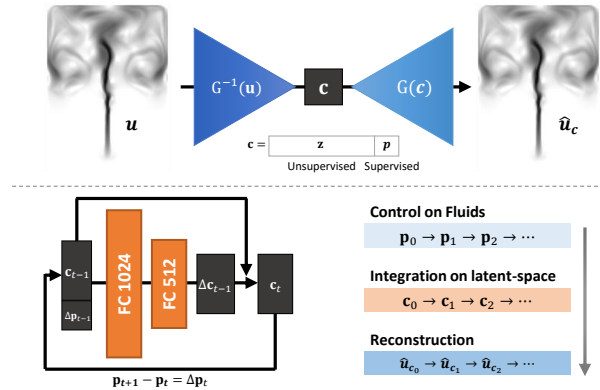 u
G⁻¹(u)
c
G(c)
û_c
c = z p
Unsupervised Supervised
c_{t−1}
Δp_{t−1}
FC 1024
FC 512
Δc_{t−1}
c_t
p_{t+1} − p_t = Δp_t
Control on Fluids
p₀ → p₁ → p₂ → ⋯
Integration on latent-space
c₀ → c₁ → c₂ → ⋯
Reconstruction
û_{c₀} → û_{c₁} → û_{c₂} → ⋯